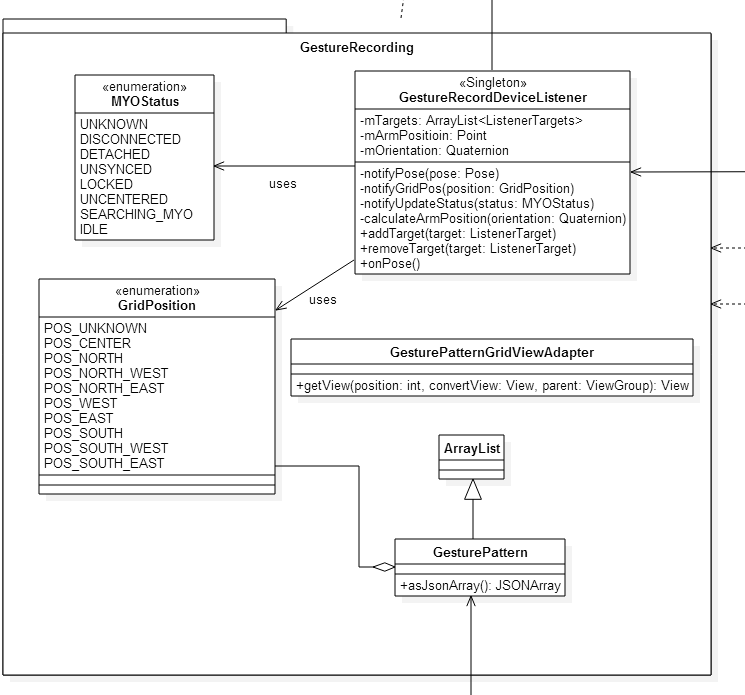 GestureRecording
«enumeration»
MYOStatus
UNKNOWN
DISCONNECTED
DETACHED
UNSYNCED
LOCKED
UNCENTERED
SEARCHING_MYO
IDLE
uses
«Singleton»
GestureRecordDeviceListener
-mTargets: ArrayList<ListenerTargets>
-mArmPositioin: Point
-mOrientation: Quaternion
-notifyPose(pose: Pose)
-notifyGridPos(position: GridPosition)
-notifyUpdateStatus(status: MYOStatus)
-calculateArmPosition(orientation: Quaternion)
+addTarget(target: ListenerTarget)
+removeTarget(target: ListenerTarget)
+onPose()
uses
«enumeration»
GridPosition
POS_UNKNOWN
POS_CENTER
POS_NORTH
POS_NORTH_WEST
POS_NORTH_EAST
POS_WEST
POS_EAST
POS_SOUTH
POS_SOUTH_WEST
POS_SOUTH_EAST
GesturePatternGridViewAdapter
+getView(position: int, convertView: View, parent: ViewGroup): View
ArrayList
GesturePattern
+asJsonArray(): JSONArray